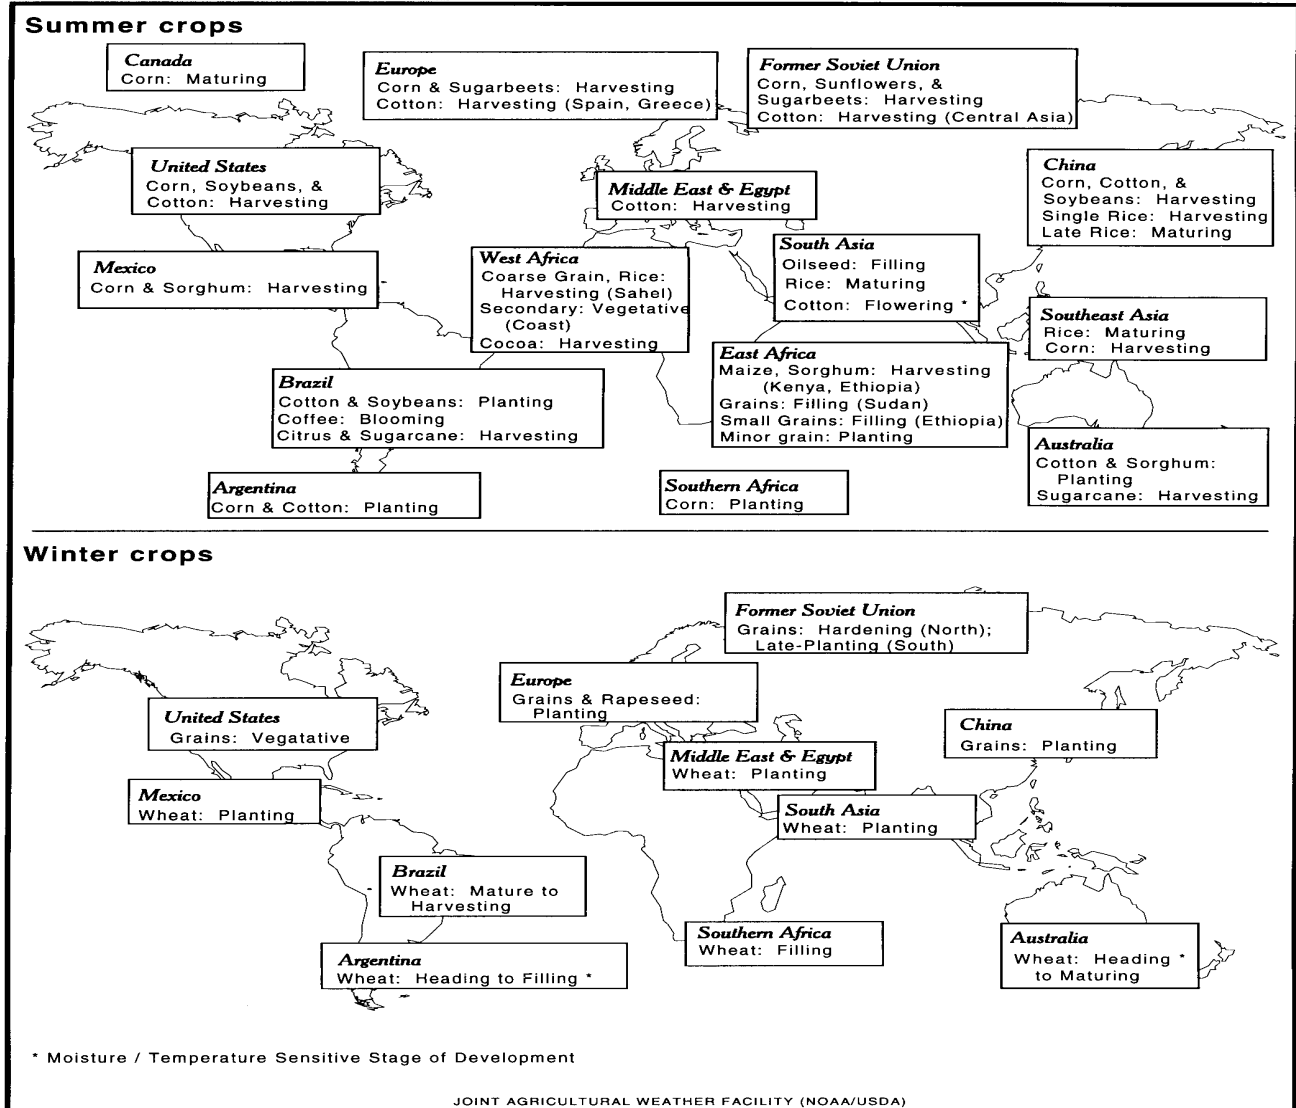 Summer crops
Canada
Corn: Maturing
Europe
Corn & Sugarbeets: Harvesting
Cotton: Harvesting (Spain, Greece)
Former Soviet Union
Corn, Sunflowers, &
Sugarbeets: Harvesting
Cotton: Harvesting (Central Asia)
United States
Corn, Soybeans, &
Cotton: Harvesting
Middle East & Egypt
Cotton: Harvesting
China
Corn, Cotton, &
Soybeans: Harvesting
Single Rice: Harvesting
Late Rice: Maturing
Mexico
Corn & Sorghum: Harvesting
West Africa
Coarse Grain, Rice:
Harvesting (Sahel)
Secondary: Vegetative
(Coast)
Cocoa: Harvesting
South Asia
Oilseed: Filling
Rice: Maturing
Cotton: Flowering *
Southeast Asia
Rice: Maturing
Corn: Harvesting
Brazil
Cotton & Soybeans: Planting
Coffee: Blooming
Citrus & Sugarcane: Harvesting
East Africa
Maize, Sorghum: Harvesting
(Kenya, Ethiopia)
Grains: Filling (Sudan)
Small Grains: Filling (Ethiopia)
Minor grain: Planting
Australia
Cotton & Sorghum:
Planting
Sugarcane: Harvesting
Argentina
Corn & Cotton: Planting
Southern Africa
Corn: Planting
Winter crops
Former Soviet Union
Grains: Hardening (North);
Late-Planting (South)
Europe
Grains & Rapeseed:
Planting
United States
Grains: Vegatative
China
Grains: Planting
Middle East & Egypt
Wheat: Planting
Mexico
Wheat: Planting
South Asia
Wheat: Planting
Brazil
Wheat: Mature to
Harvesting
Southern Africa
Wheat: Filling
Australia
Wheat: Heading *
to Maturing
Argentina
Wheat: Heading to Filling *
* Moisture / Temperature Sensitive Stage of Development
JOINT AGRICULTURAL WEATHER FACILITY (NOAA/USDA)